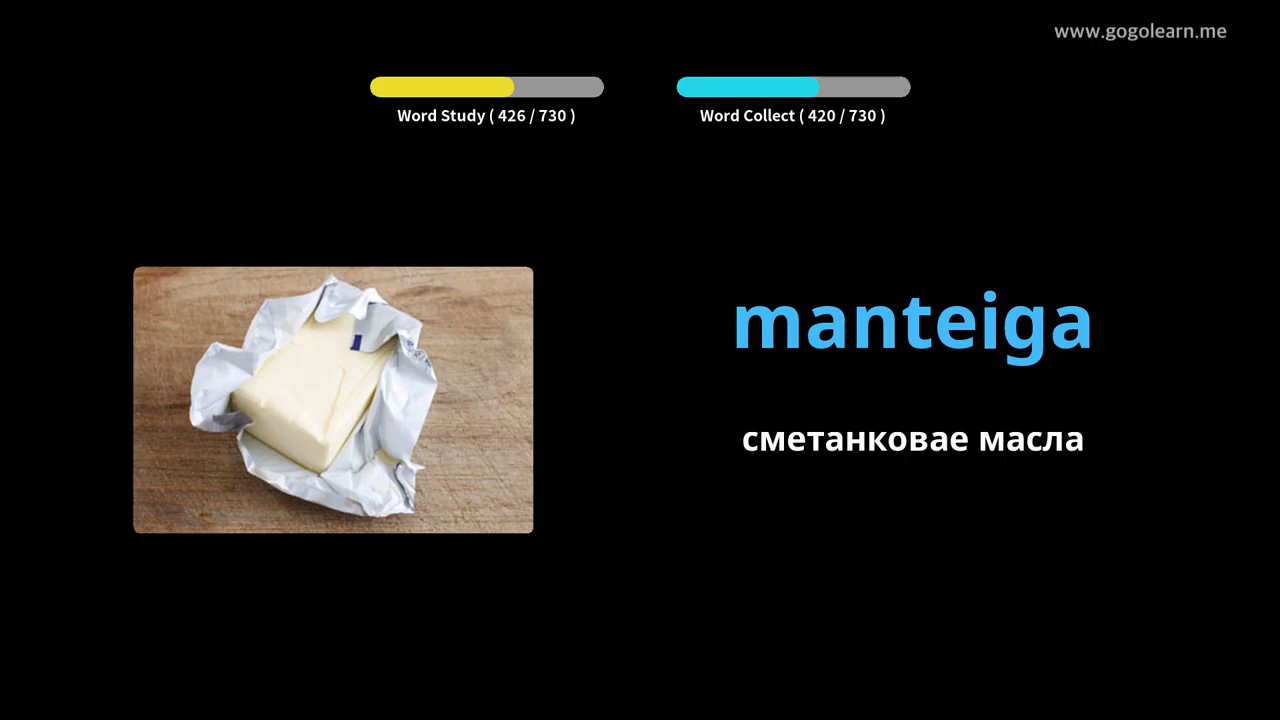 www.gogolearn.me
Word Study ( 426 / 730 )
Word Collect ( 420 / 730 )
manteiga
сметанковае масла